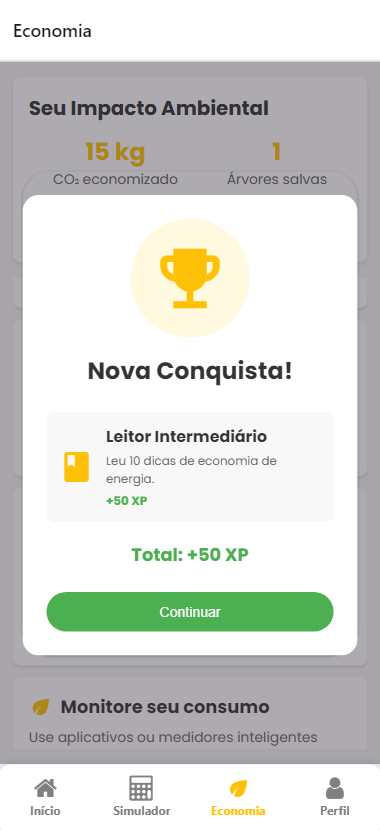 Economia
Seu Impacto Ambiental
15 kg 1
CO₂ economizado Árvores salvas
Nova Conquista!
Leitor Intermediário
Leu 10 dicas de economia de
energia.
+50 XP
Total: +50 XP
Continuar
Monitore seu consumo
Use aplicativos ou medidores inteligentes
Início Simulador Economia Perfil